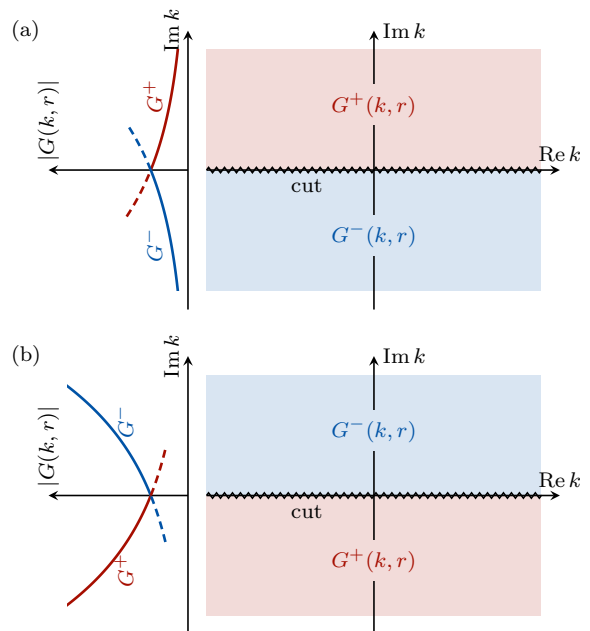 (a)
Im k
Im k
|G(k, r)|
G⁺
G⁺(k, r)
Re k
cut
G⁻
G⁻(k, r)
(b)
Im k
Im k
|G(k, r)|
G⁻
G⁻(k, r)
Re k
cut
G⁺
G⁺(k, r)